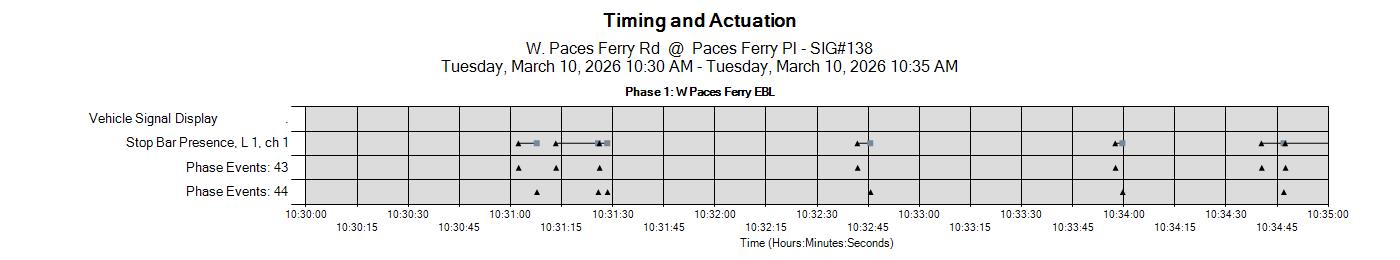 Timing and Actuation
W. Paces Ferry Rd @ Paces Ferry Pl - SIG#138
Tuesday, March 10, 2026 10:30 AM - Tuesday, March 10, 2026 10:35 AM
Phase 1: W Paces Ferry EBL
Vehicle Signal Display .
Stop Bar Presence, L 1, ch 1
Phase Events: 43
Phase Events: 44
10:30:00 10:30:30 10:31:00 10:31:30 10:32:00 10:32:30 10:33:00 10:33:30 10:34:00 10:34:30 10:35:00
10:30:15 10:30:45 10:31:15 10:31:45 10:32:15 10:32:45 10:33:15 10:33:45 10:34:15 10:34:45
Time (Hours:Minutes:Seconds)